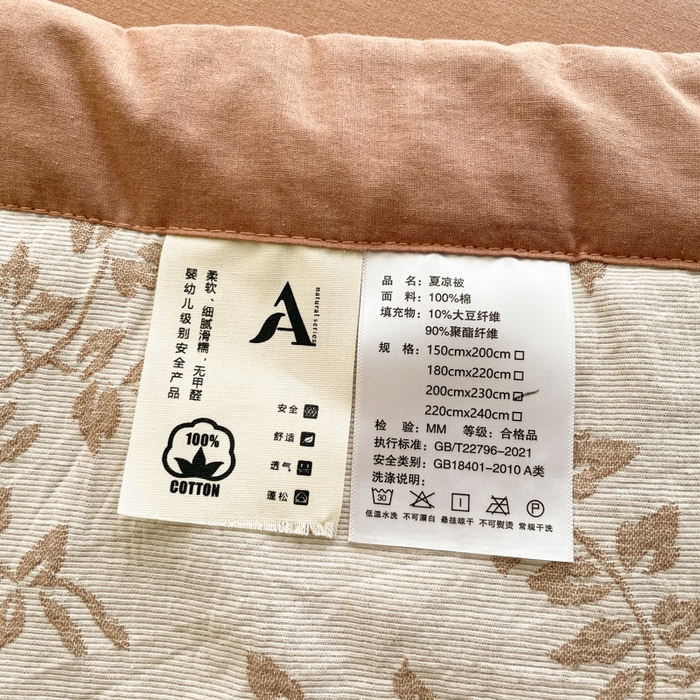 柔软、细腻滑糯，无甲醛
婴幼儿级别安全产品
A
natural series
安全
舒适
透气
蓬松
100%
COTTON
品 名：夏凉被
面 料：100%棉
填充物：10%大豆纤维
90%聚酯纤维
规 格：150cmx200cm
180cmx220cm
200cmx230cm
220cmx240cm
检 验：MM 等级：合格品
执行标准：GB/T22796-2021
安全类别：GB18401-2010 A类
洗涤说明：
30
P
低温水洗 不可漂白 悬挂晾干 不可熨烫 常规干洗